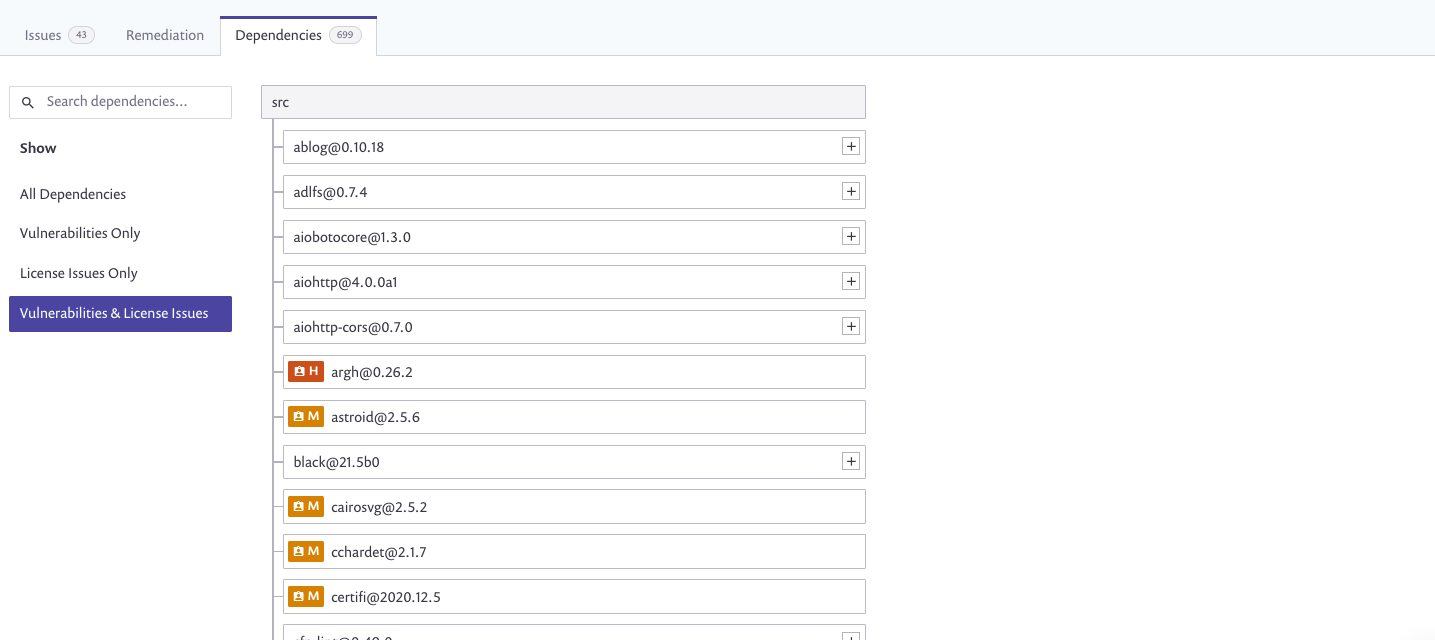 Issues 43 Remediation Dependencies 699
Search dependencies...
Show
All Dependencies
Vulnerabilities Only
License Issues Only
Vulnerabilities & License Issues
src
ablog@0.10.18
adlfs@0.7.4
aiobotocore@1.3.0
aiohttp@4.0.0a1
aiohttp-cors@0.7.0
H argh@0.26.2
M astroid@2.5.6
black@21.5b0
M cairosvg@2.5.2
M cchardet@2.1.7
M certifi@2020.12.5